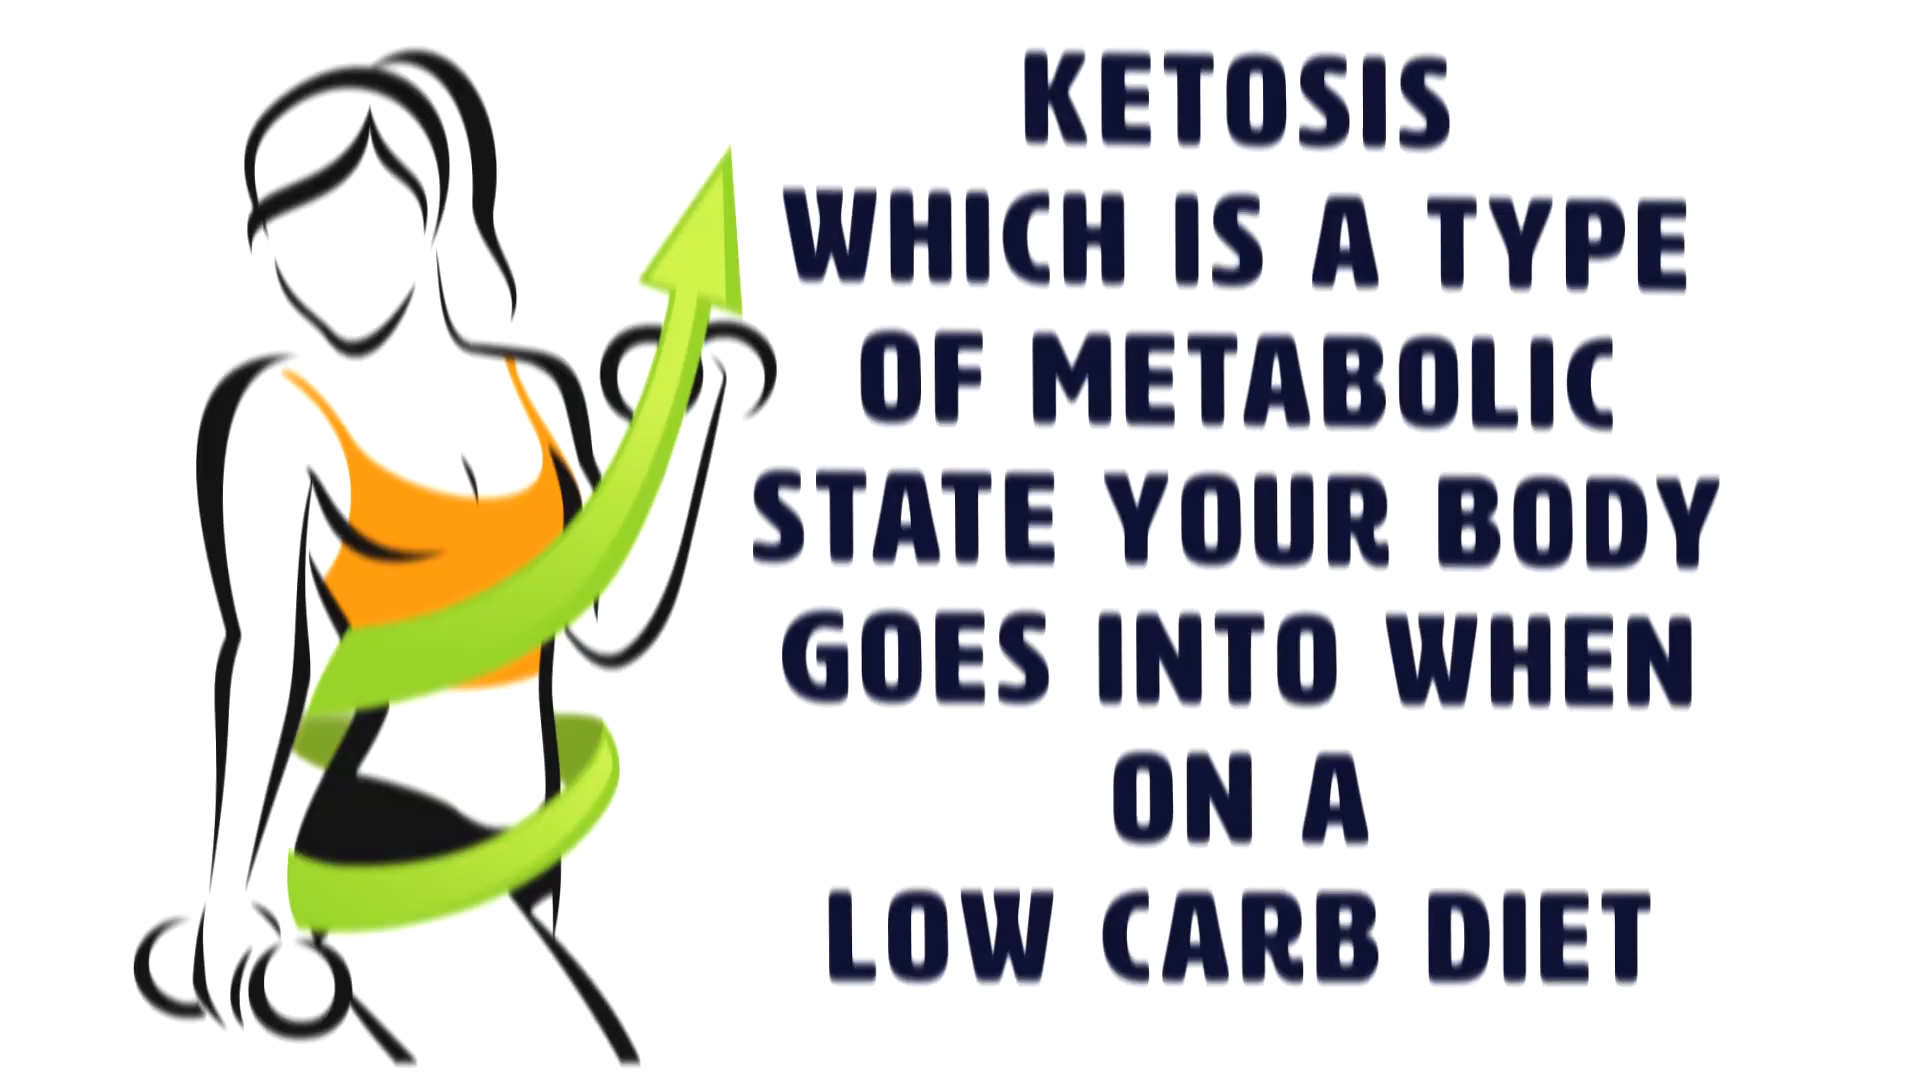 KETOSIS
WHICH IS A TYPE
OF METABOLIC
STATE YOUR BODY
GOES INTO WHEN
ON A
LOW CARB DIET